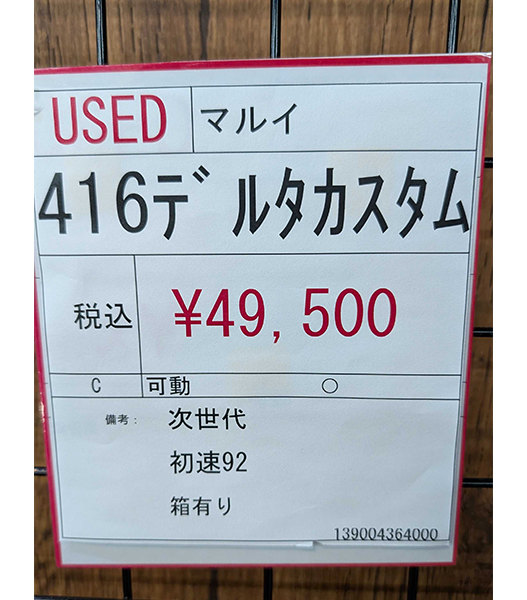 USED マルイ
416デルタカスタム
税込 ¥49,500
C 可動 ○
備考: 次世代
初速92
箱有り
139004364000